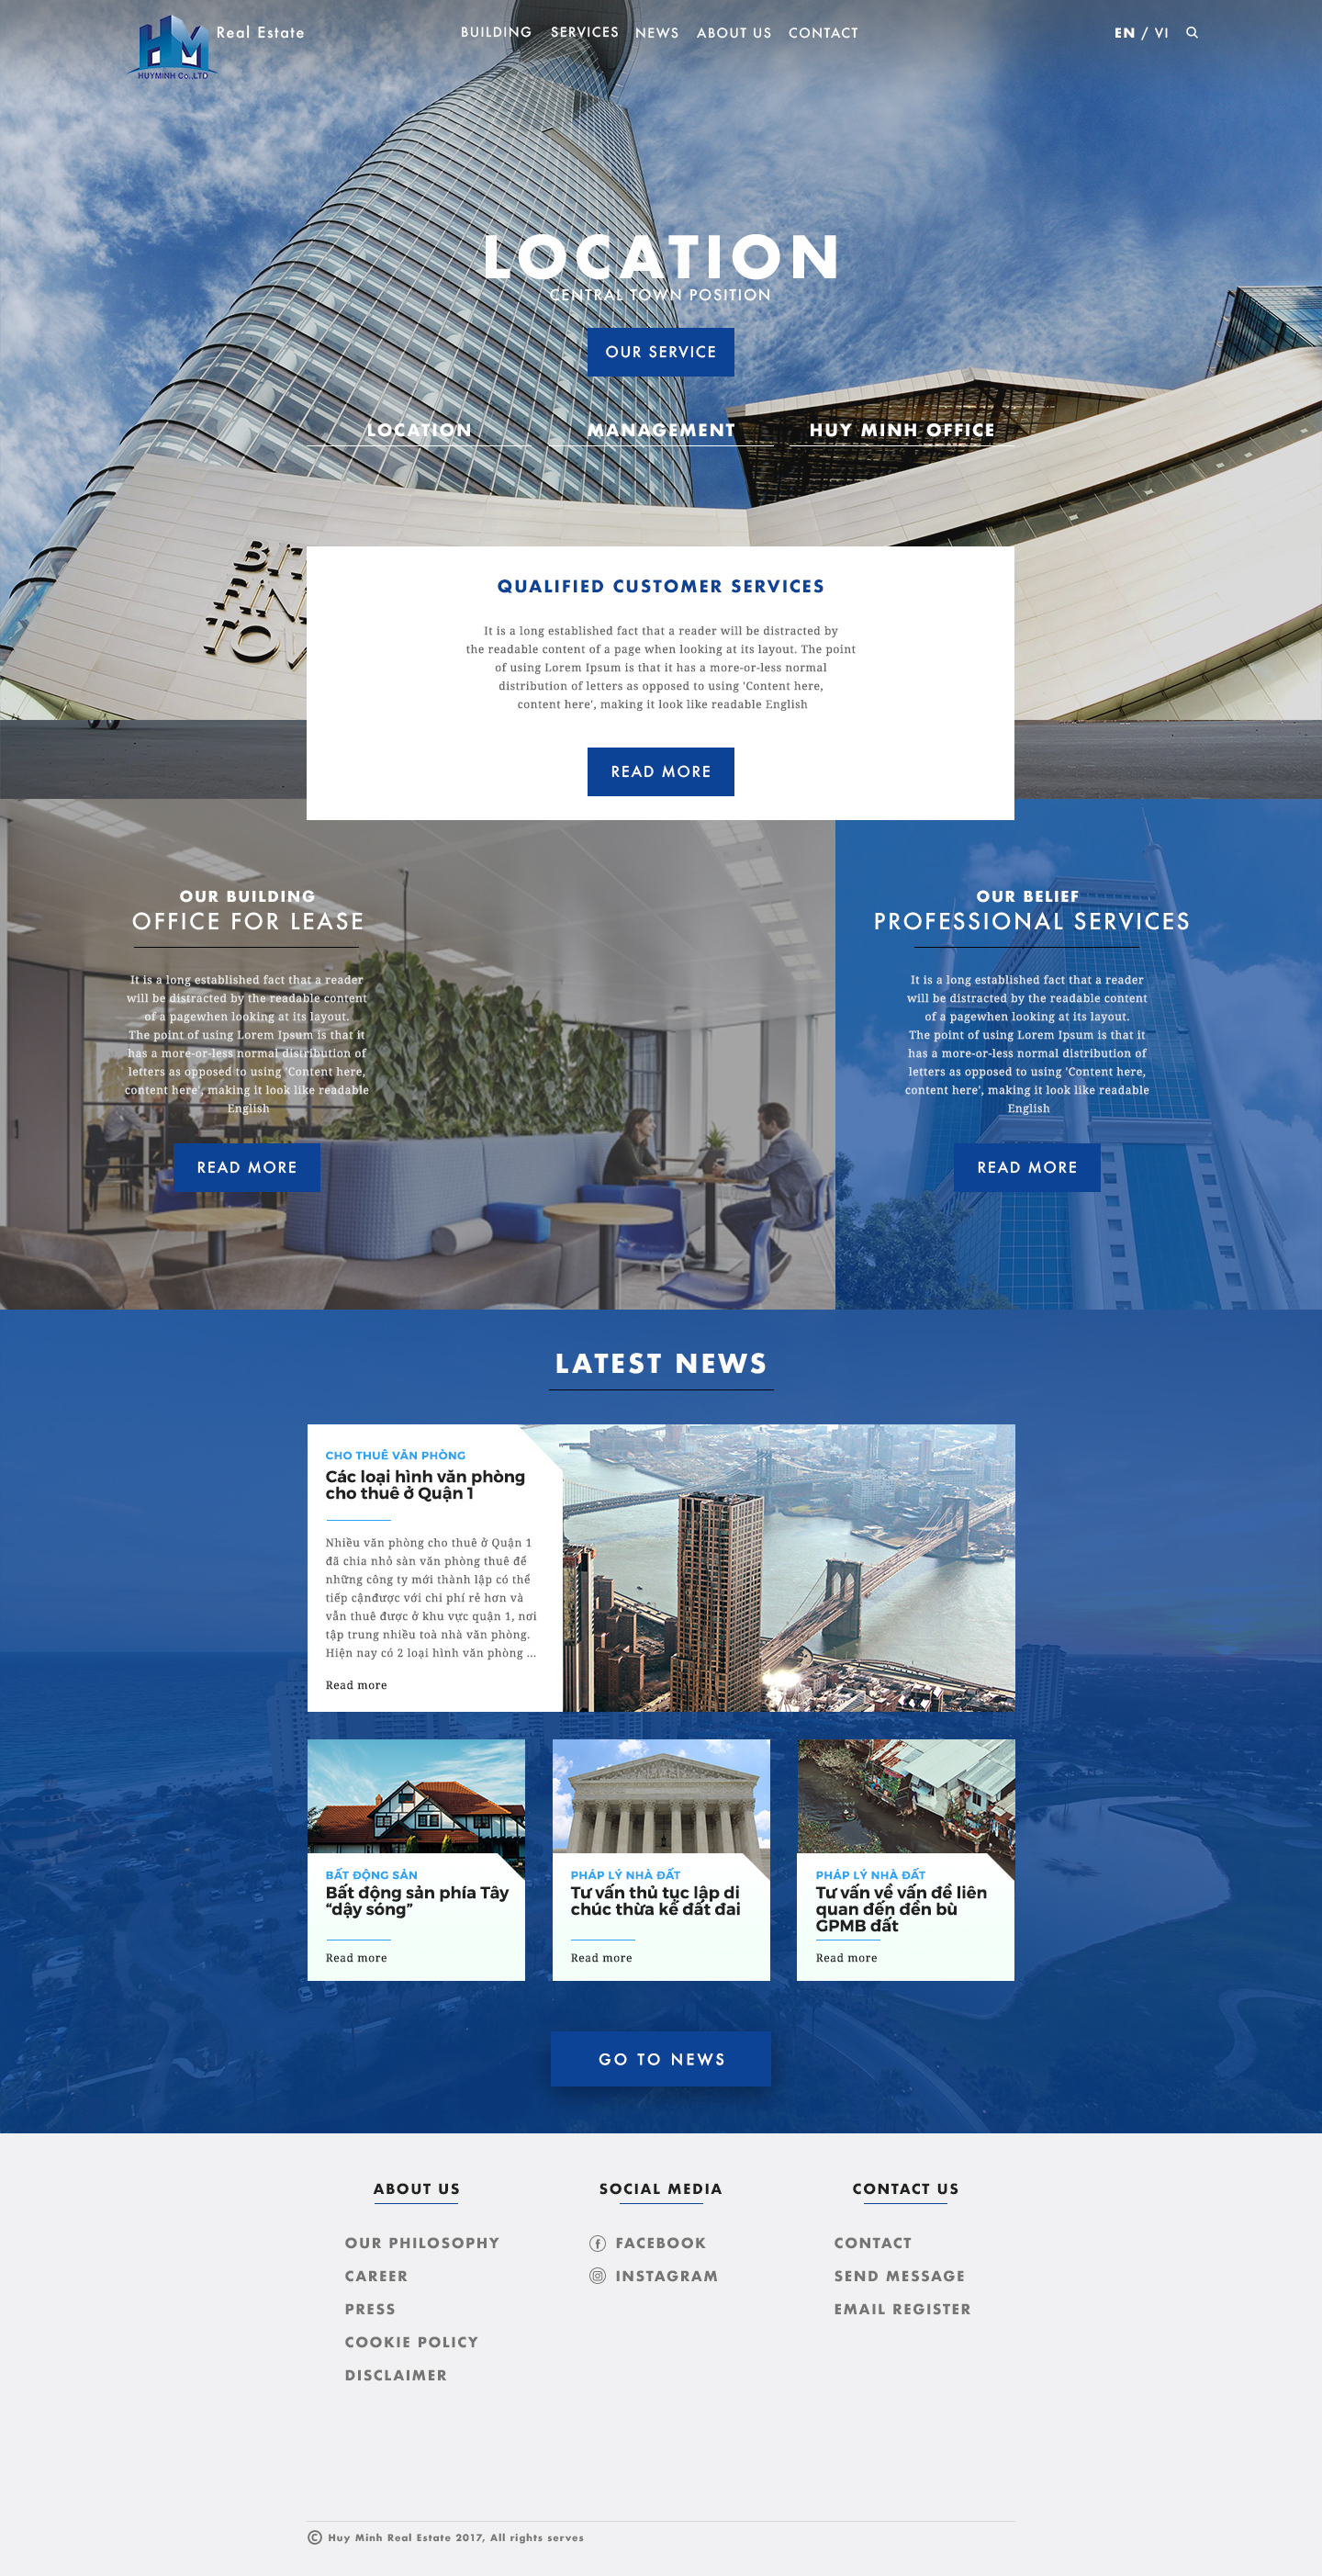 HM
HUYMINH Co.,LTD
Real Estate
BUILDING
SERVICES
NEWS
ABOUT US
CONTACT
EN / VI
LOCATION
CENTRAL TOWN POSITION
OUR SERVICE
LOCATION
MANAGEMENT
HUY MINH OFFICE
QUALIFIED CUSTOMER SERVICES
It is a long established fact that a reader will be distracted by
the readable content of a page when looking at its layout. The point
of using Lorem Ipsum is that it has a more-or-less normal
distribution of letters as opposed to using 'Content here,
content here', making it look like readable English
READ MORE
OUR BUILDING
OFFICE FOR LEASE
It is a long established fact that a reader
will be distracted by the readable content
of a pagewhen looking at its layout.
The point of using Lorem Ipsum is that it
has a more-or-less normal distribution of
letters as opposed to using 'Content here,
content here', making it look like readable
English
READ MORE
OUR BELIEF
PROFESSIONAL SERVICES
It is a long established fact that a reader
will be distracted by the readable content
of a pagewhen looking at its layout.
The point of using Lorem Ipsum is that it
has a more-or-less normal distribution of
letters as opposed to using 'Content here,
content here', making it look like readable
English
READ MORE
LATEST NEWS
CHO THUÊ VĂN PHÒNG
Các loại hình văn phòng
cho thuê ở Quận 1
Nhiều văn phòng cho thuê ở Quận 1
đã chia nhỏ sàn văn phòng thuê để
những công ty mới thành lập có thể
tiếp cậnđược với chi phí rẻ hơn và
vẫn thuê được ở khu vực quận 1, nơi
tập trung nhiều toà nhà văn phòng.
Hiện nay có 2 loại hình văn phòng ...
Read more
BẤT ĐỘNG SẢN
Bất động sản phía Tây
“dậy sóng”
Read more
PHÁP LÝ NHÀ ĐẤT
Tư vấn thủ tục lập di
chúc thừa kế đất đai
Read more
PHÁP LÝ NHÀ ĐẤT
Tư vấn về vấn đề liên
quan đến đền bù
GPMB đất
Read more
GO TO NEWS
ABOUT US
OUR PHILOSOPHY
CAREER
PRESS
COOKIE POLICY
DISCLAIMER
SOCIAL MEDIA
FACEBOOK
INSTAGRAM
CONTACT US
CONTACT
SEND MESSAGE
EMAIL REGISTER
© Huy Minh Real Estate 2017, All rights serves